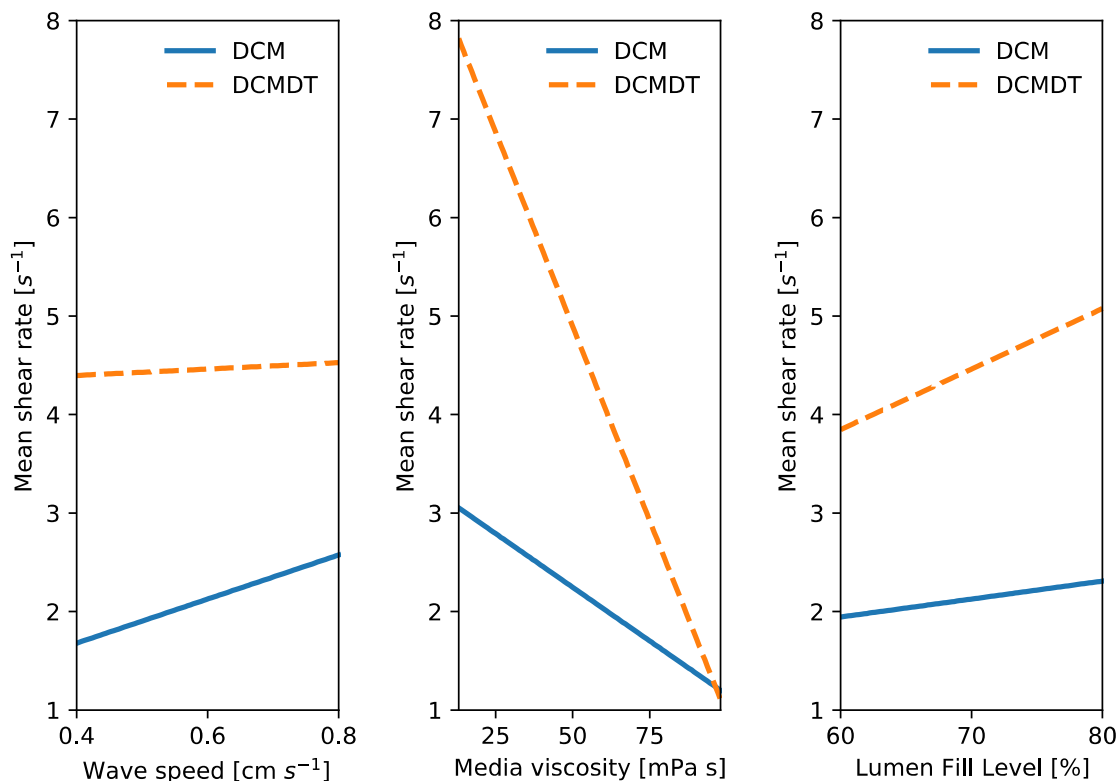 Mean shear rate [s⁻¹]
8
7
6
5
4
3
2
1
DCM
DCMDT
0.4 0.6 0.8
Wave speed [cm s⁻¹]
Mean shear rate [s⁻¹]
8
7
6
5
4
3
2
1
DCM
DCMDT
25 50 75
Media viscosity [mPa s]
Mean shear rate [s⁻¹]
8
7
6
5
4
3
2
1
DCM
DCMDT
60 70 80
Lumen Fill Level [%]